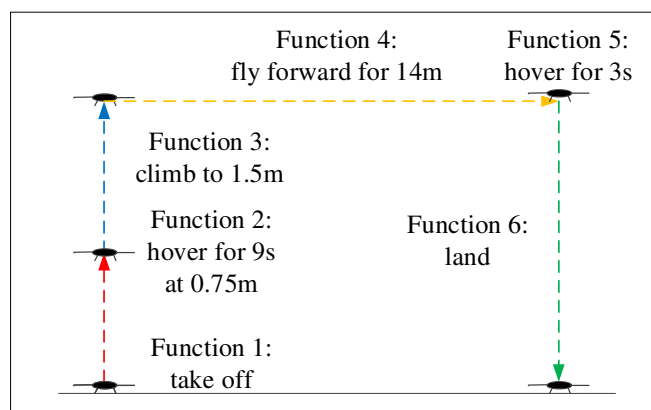 Function 4:
fly forward for 14m
Function 5:
hover for 3s
Function 3:
climb to 1.5m
Function 2:
hover for 9s
at 0.75m
Function 6:
land
Function 1:
take off